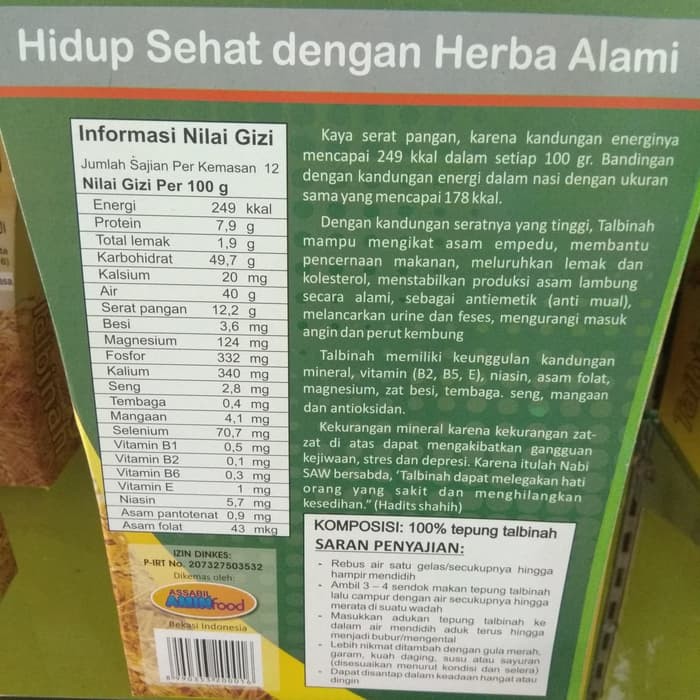 Hidup Sehat dengan Herba Alami
Informasi Nilai Gizi
Jumlah Sajian Per Kemasan 12
Nilai Gizi Per 100 g
Energi 249 kkal
Protein 7,9 g
Total lemak 1,9 g
Karbohidrat 49,7 g
Kalsium 20 mg
Air 40 g
Serat pangan 12,2 g
Besi 3,6 mg
Magnesium 124 mg
Fosfor 332 mg
Kalium 340 mg
Seng 2,8 mg
Tembaga 0,4 mg
Mangaan 4,1 mg
Selenium 70,7 mg
Vitamin B1 0,5 mg
Vitamin B2 0,1 mg
Vitamin B6 0,3 mg
Vitamin E 1 mg
Niasin 5,7 mg
Asam pantotenat 0,9 mg
Asam folat 43 mkg
IZIN DINKES:
P-IRT No. 207327503532
Dikemas oleh:
ASSABIL
AMINfood
Bekasi Indonesia
Kaya serat pangan, karena kandungan energinya
mencapai 249 kkal dalam setiap 100 gr. Bandingan
dengan kandungan energi dalam nasi dengan ukuran
sama yang mencapai 178 kkal.
Dengan kandungan seratnya yang tinggi, Talbinah
mampu mengikat asam empedu, membantu
pencernaan makanan, meluruhkan lemak dan
kolesterol, menstabilkan produksi asam lambung
secara alami, sebagai antiemetik (anti mual),
melancarkan urine dan feses, mengurangi masuk
angin dan perut kembung
Talbinah memiliki keunggulan kandungan
mineral, vitamin (B2, B5, E), niasin, asam folat,
magnesium, zat besi, tembaga. seng, mangaan
dan antioksidan.
Kekurangan mineral karena kekurangan zat-
zat di atas dapat mengakibatkan gangguan
kejiwaan, stres dan depresi. Karena itulah Nabi
SAW bersabda, ‘Talbinah dapat melegakan hati
orang yang sakit dan menghilangkan
kesedihan.” (Hadits shahih)
KOMPOSISI: 100% tepung talbinah
SARAN PENYAJIAN:
- Rebus air satu gelas/secukupnya hingga
hampir mendidih
- Ambil 3 – 4 sendok makan tepung talbinah
lalu campur dengan air secukupnya hingga
merata di suatu wadah
- Masukkan adukan tepung talbinah ke
dalam air mendidih aduk terus hingga
menjadi bubur/mengental
- Lebih nikmat ditambah dengan gula merah,
garam, kuah daging, susu atau sayuran
(disesuaikan menurut kondisi dan selera)
- Dapat disantap dalam keadaan hangat atau
dingin